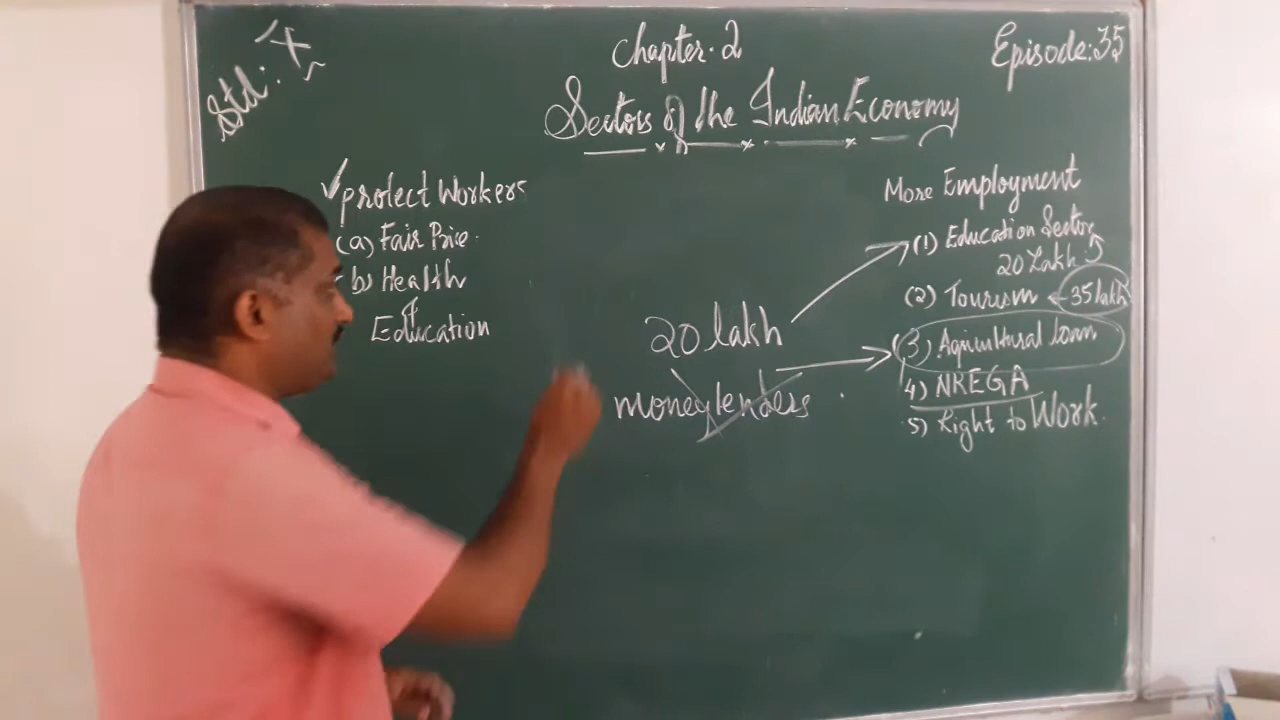 Std: X
Chapter. 2
Episode: 35
Sectors of the Indian Economy
✓ protect Workers
(a) Fair Price.
b) Health
Education
20 lakh
moneylenders
More Employment
(1) Education Sector
20 Lakh
(2) Tourism ← 35 lakh
(3) Agricultural loan
4) NREGA
5) Right to Work.